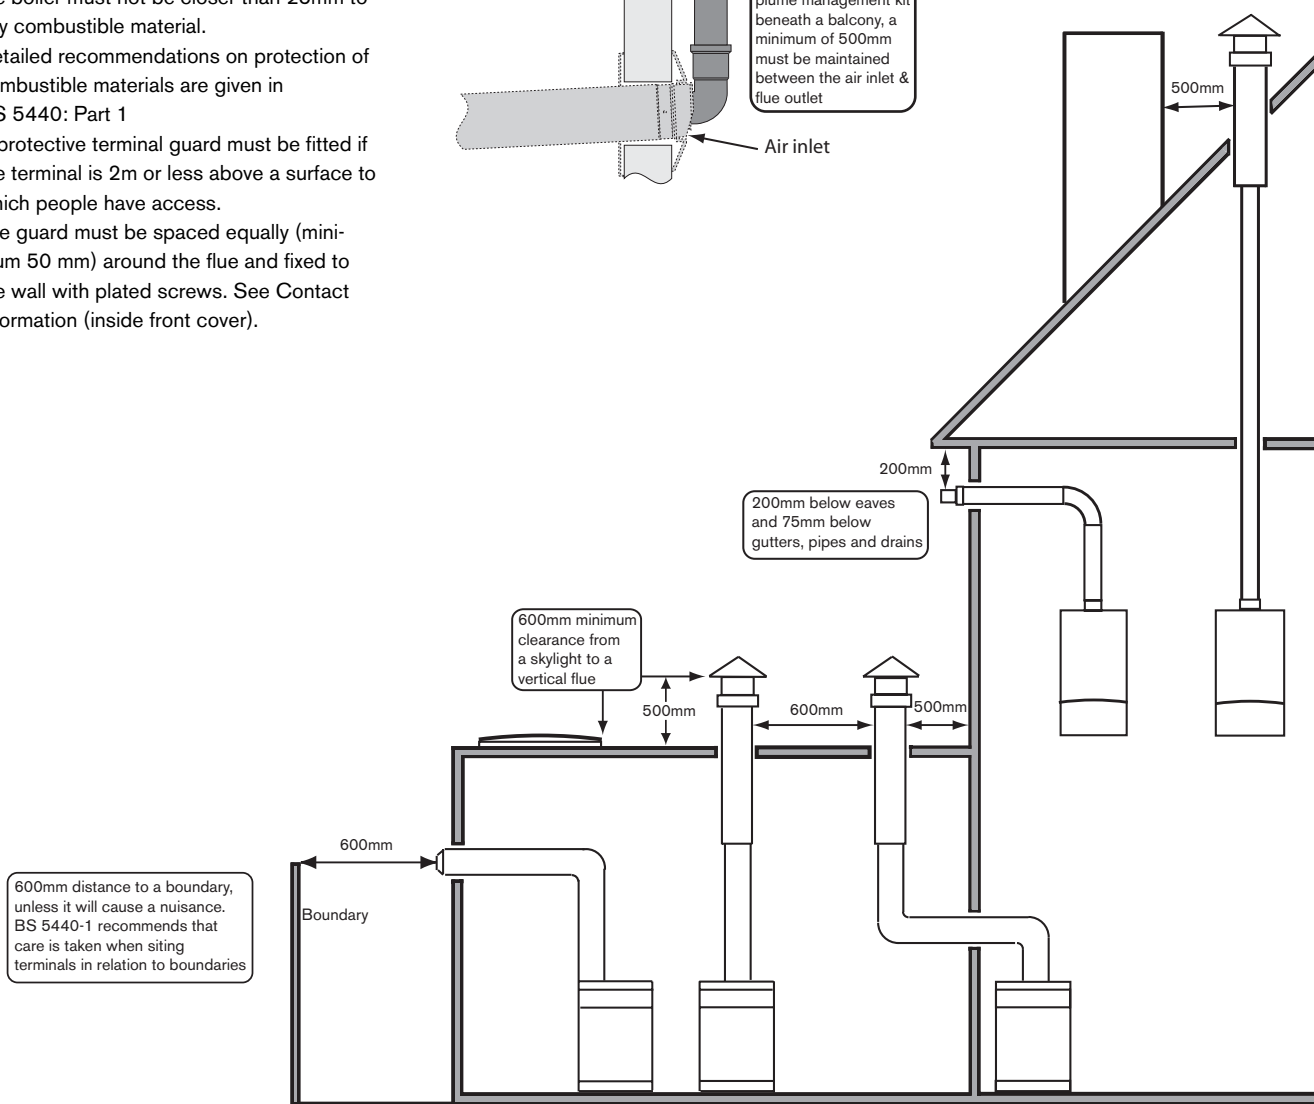 y combustible material.
etailed recommendations on protection of
mbustible materials are given in
S 5440: Part 1
protective terminal guard must be fitted if
e terminal is 2m or less above a surface to
hich people have access.
e guard must be spaced equally (mini-
um 50 mm) around the flue and fixed to
e wall with plated screws. See Contact
ormation (inside front cover).
plume management kit
beneath a balcony, a
minimum of 500mm
must be maintained
between the air inlet &
flue outlet
Air inlet
500mm
200mm
200mm below eaves
and 75mm below
gutters, pipes and drains
600mm minimum
clearance from
a skylight to a
vertical flue
500mm
600mm
500mm
600mm
600mm distance to a boundary,
unless it will cause a nuisance.
BS 5440-1 recommends that
care is taken when siting
terminals in relation to boundaries
Boundary